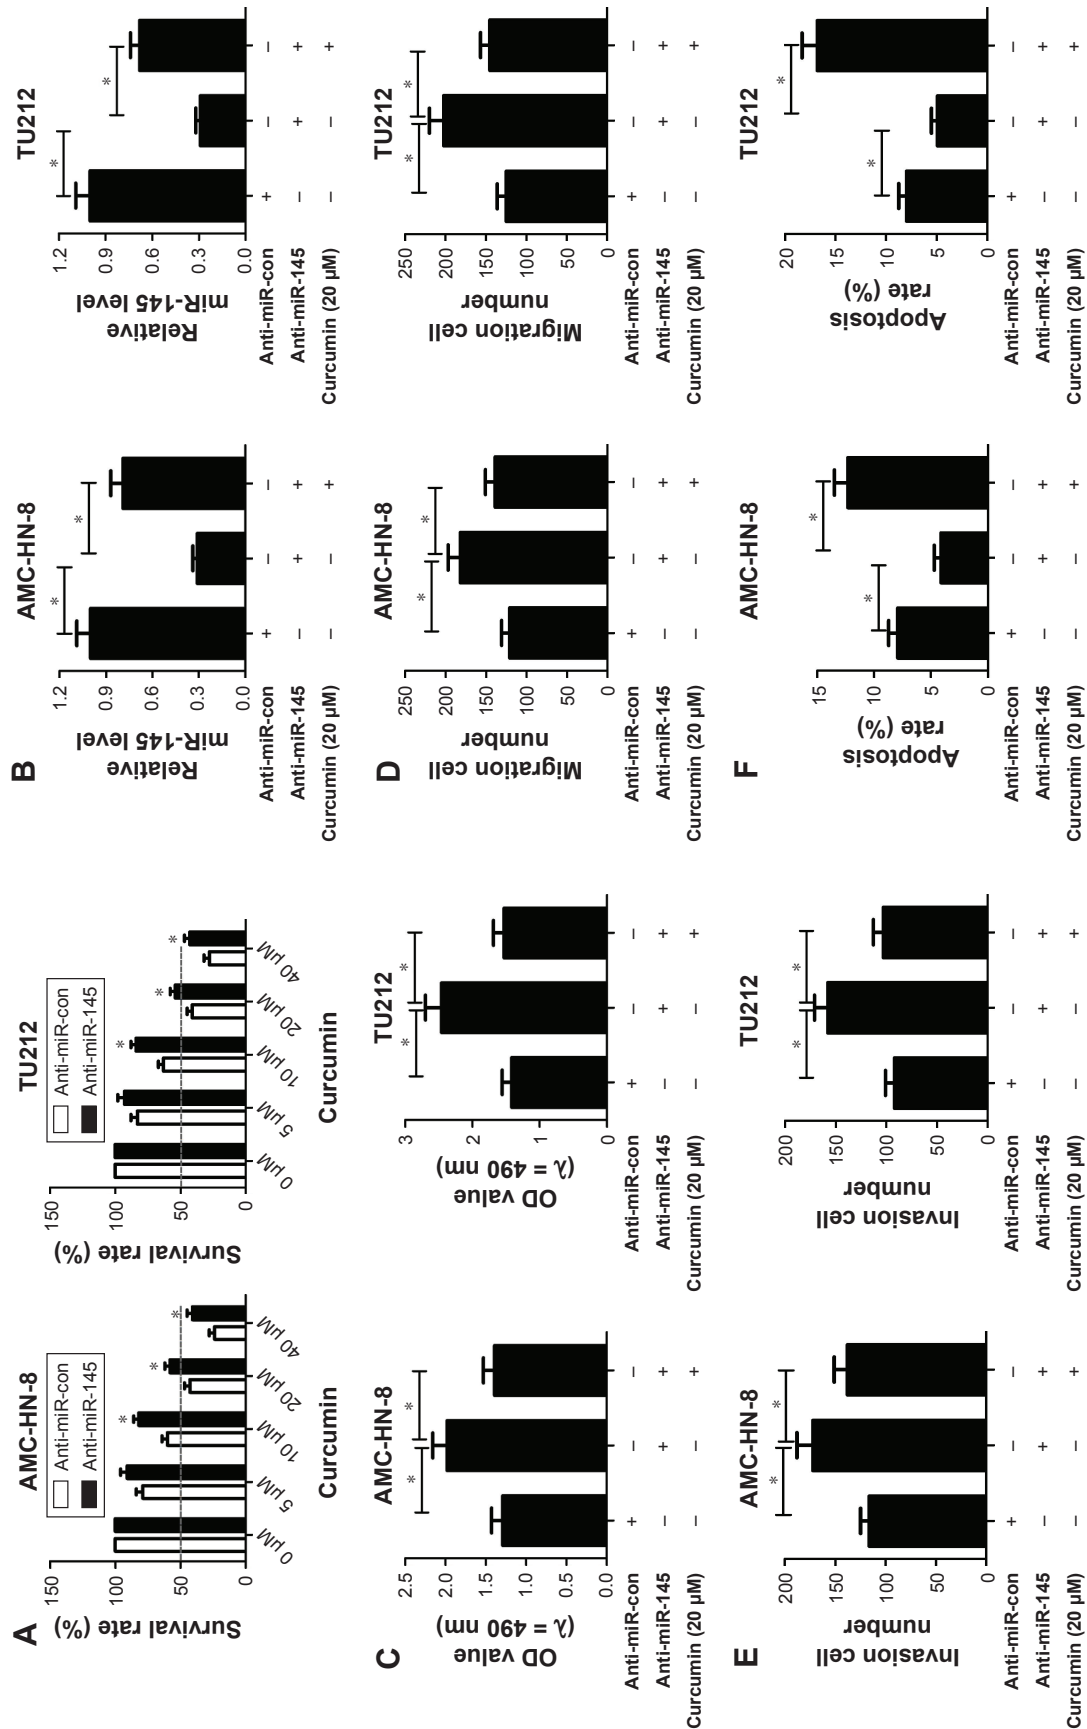 A
AMC-HN-8
Survival rate (%)
150
100
50
0
Anti-miR-con
Anti-miR-145
*
*
*
0 µM
5 µM
10 µM
20 µM
40 µM
Curcumin
TU212
Survival rate (%)
150
100
50
0
Anti-miR-con
Anti-miR-145
*
*
*
0 µM
5 µM
10 µM
20 µM
40 µM
Curcumin
B
AMC-HN-8
Relative
miR-145 level
1.2
0.9
0.6
0.3
0.0
*
*
Anti-miR-con + – –
Anti-miR-145 – + +
Curcumin (20 µM) – – +
TU212
Relative
miR-145 level
1.2
0.9
0.6
0.3
0.0
*
*
Anti-miR-con + – –
Anti-miR-145 – + +
Curcumin (20 µM) – – +
C
AMC-HN-8
OD value
(λ = 490 nm)
2.5
2.0
1.5
1.0
0.5
0.0
*
*
Anti-miR-con + – –
Anti-miR-145 – + +
Curcumin (20 µM) – – +
TU212
OD value
(λ = 490 nm)
3
2
1
0
*
*
Anti-miR-con + – –
Anti-miR-145 – + +
Curcumin (20 µM) – – +
D
AMC-HN-8
Migration cell
number
250
200
150
100
50
0
*
*
Anti-miR-con + – –
Anti-miR-145 – + +
Curcumin (20 µM) – – +
TU212
Migration cell
number
250
200
150
100
50
0
*
*
Anti-miR-con + – –
Anti-miR-145 – + +
Curcumin (20 µM) – – +
E
AMC-HN-8
Invasion cell
number
200
150
100
50
0
*
*
Anti-miR-con + – –
Anti-miR-145 – + +
Curcumin (20 µM) – – +
TU212
Invasion cell
number
200
150
100
50
0
*
*
Anti-miR-con + – –
Anti-miR-145 – + +
Curcumin (20 µM) – – +
F
AMC-HN-8
Apoptosis
rate (%)
15
10
5
0
*
*
Anti-miR-con + – –
Anti-miR-145 – + +
Curcumin (20 µM) – – +
TU212
Apoptosis
rate (%)
20
15
10
5
0
*
*
Anti-miR-con + – –
Anti-miR-145 – + +
Curcumin (20 µM) – – +